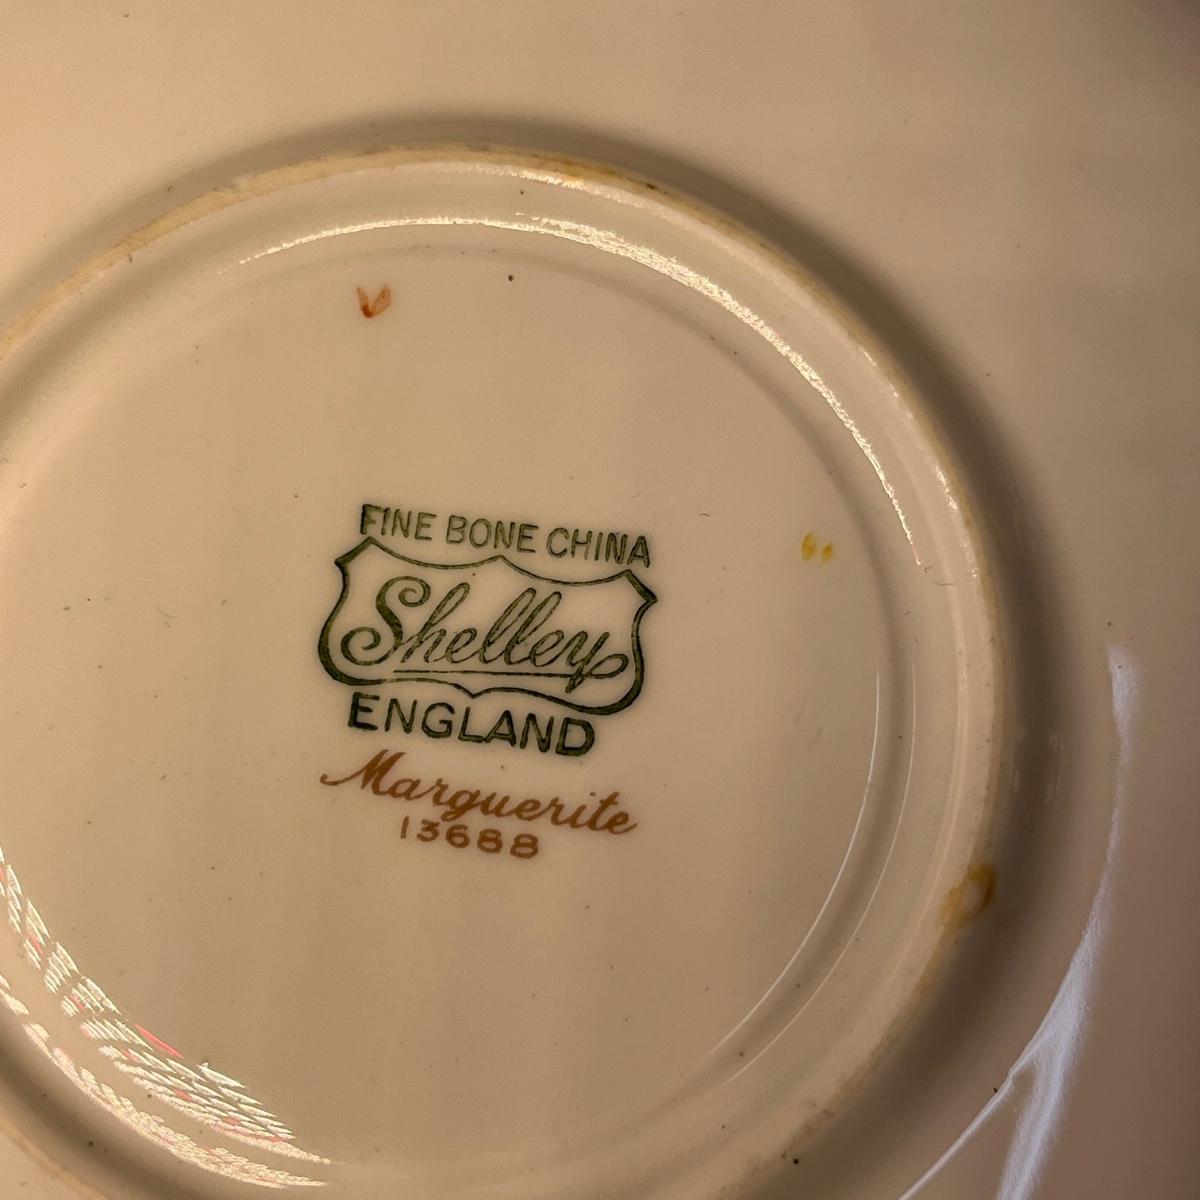 FINE BONE CHINA
Shelley
ENGLAND
Marguerite
13688